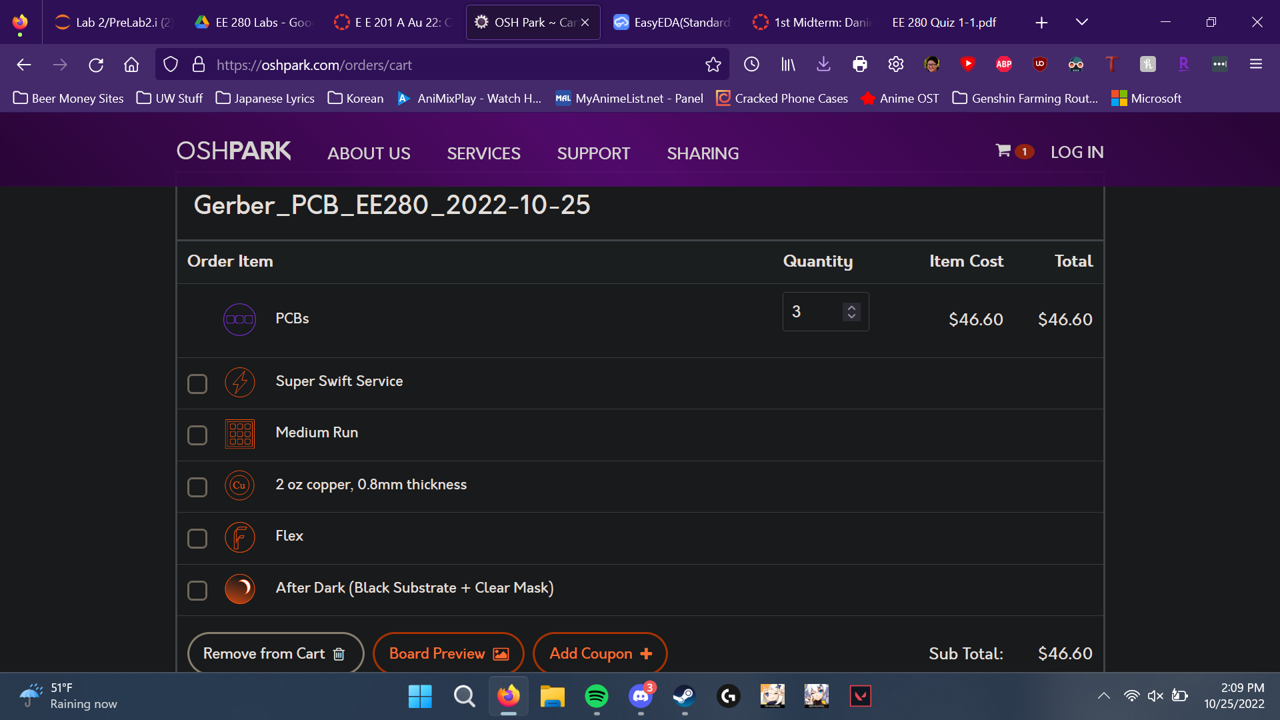 Lab 2/PreLab2.i (2
EE 280 Labs - Goo
E E 201 A Au 22: C
OSH Park ~ Car
EasyEDA(Standard
1st Midterm: Dani
EE 280 Quiz 1-1.pdf
https://oshpark.com/orders/cart
ABP
Beer Money Sites
UW Stuff
Japanese Lyrics
Korean
AniMixPlay - Watch H...
MAL
MyAnimeList.net - Panel
Cracked Phone Cases
Anime OST
Genshin Farming Rout...
Microsoft
OSHPARK
ABOUT US
SERVICES
SUPPORT
SHARING
1
LOG IN
Gerber_PCB_EE280_2022-10-25
Order Item
Quantity
Item Cost
Total
PCBs
3
$46.60
$46.60
Super Swift Service
Medium Run
Cu
2 oz copper, 0.8mm thickness
Flex
After Dark (Black Substrate + Clear Mask)
Remove from Cart
Board Preview
Add Coupon
Sub Total:
$46.60
51°F
Raining now
3
2:09 PM
10/25/2022